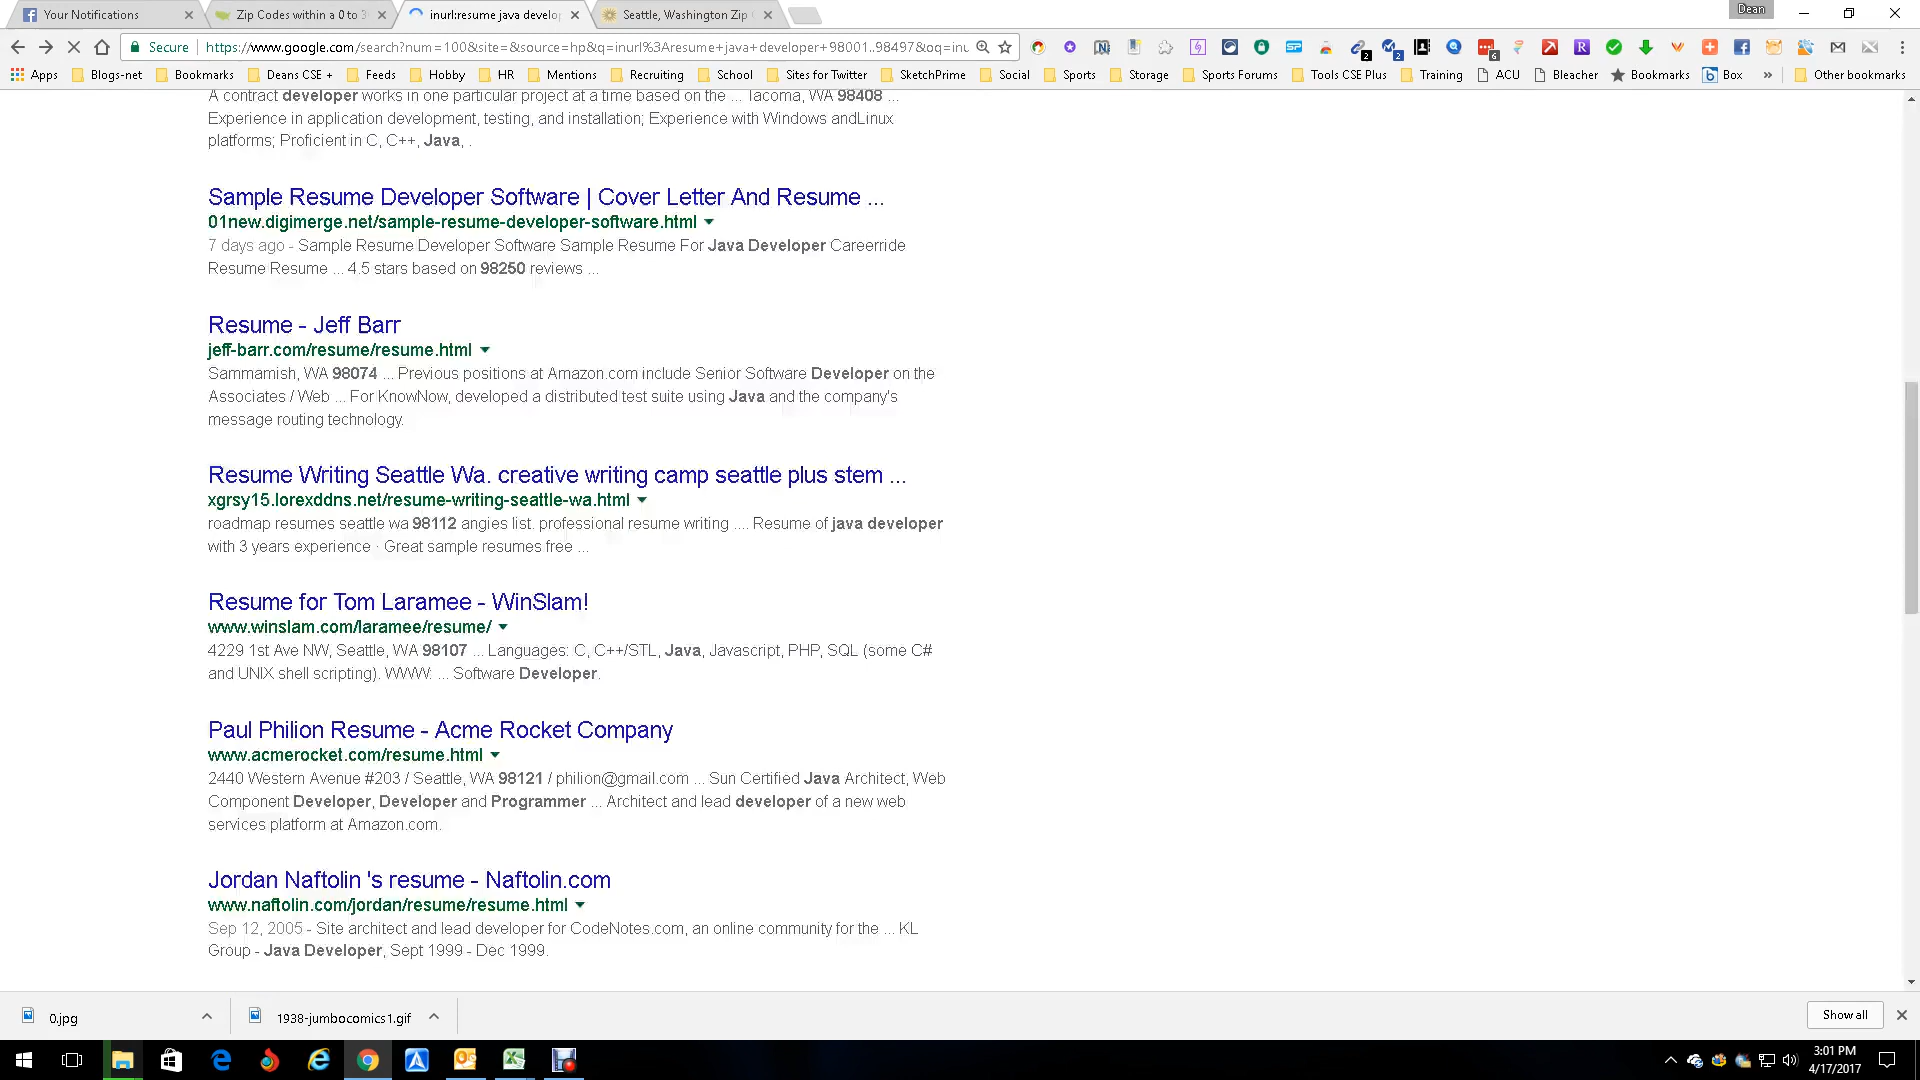 Your Notifications
Zip Codes within a 0 to 3
inurl:resume java develo
Seattle, Washington Zip
Dean
Secure
https://www.google.com/search?num=100&site=&source=hp&q=inurl%3Aresume+java+developer+98001..98497&oq=inu
Apps
Blogs-net
Bookmarks
Deans CSE +
Feeds
Hobby
HR
Mentions
Recruiting
School
Sites for Twitter
SketchPrime
Social
Sports
Storage
Sports Forums
Tools CSE Plus
Training
ACU
Bleacher
Bookmarks
Box
»
Other bookmarks
A contract developer works in one particular project at a time based on the ... Tacoma, WA 98408 ...
Experience in application development, testing, and installation; Experience with Windows andLinux
platforms; Proficient in C, C++, Java, .
Sample Resume Developer Software | Cover Letter And Resume ...
01new.digimerge.net/sample-resume-developer-software.html
7 days ago - Sample Resume Developer Software Sample Resume For Java Developer Careerride
Resume Resume ... 4.5 stars based on 98250 reviews ...
Resume - Jeff Barr
jeff-barr.com/resume/resume.html
Sammamish, WA 98074 ... Previous positions at Amazon.com include Senior Software Developer on the
Associates / Web ... For KnowNow, developed a distributed test suite using Java and the company's
message routing technology.
Resume Writing Seattle Wa. creative writing camp seattle plus stem ...
xgrsy15.lorexddns.net/resume-writing-seattle-wa.html
roadmap resumes seattle wa 98112 angies list. professional resume writing .... Resume of java developer
with 3 years experience · Great sample resumes free ...
Resume for Tom Laramee - WinSlam!
www.winslam.com/laramee/resume/
4229 1st Ave NW, Seattle, WA 98107 ... Languages: C, C++/STL, Java, Javascript, PHP, SQL (some C#
and UNIX shell scripting). WWW: ... Software Developer.
Paul Philion Resume - Acme Rocket Company
www.acmerocket.com/resume.html
2440 Western Avenue #203 / Seattle, WA 98121 / philion@gmail.com ... Sun Certified Java Architect, Web
Component Developer, Developer and Programmer ... Architect and lead developer of a new web
services platform at Amazon.com.
Jordan Naftolin 's resume - Naftolin.com
www.naftolin.com/jordan/resume/resume.html
Sep 12, 2005 - Site architect and lead developer for CodeNotes.com, an online community for the ... KL
Group - Java Developer, Sept 1999 - Dec 1999.
0.jpg
1938-jumbocomics1.gif
Show all
3:01 PM
4/17/2017